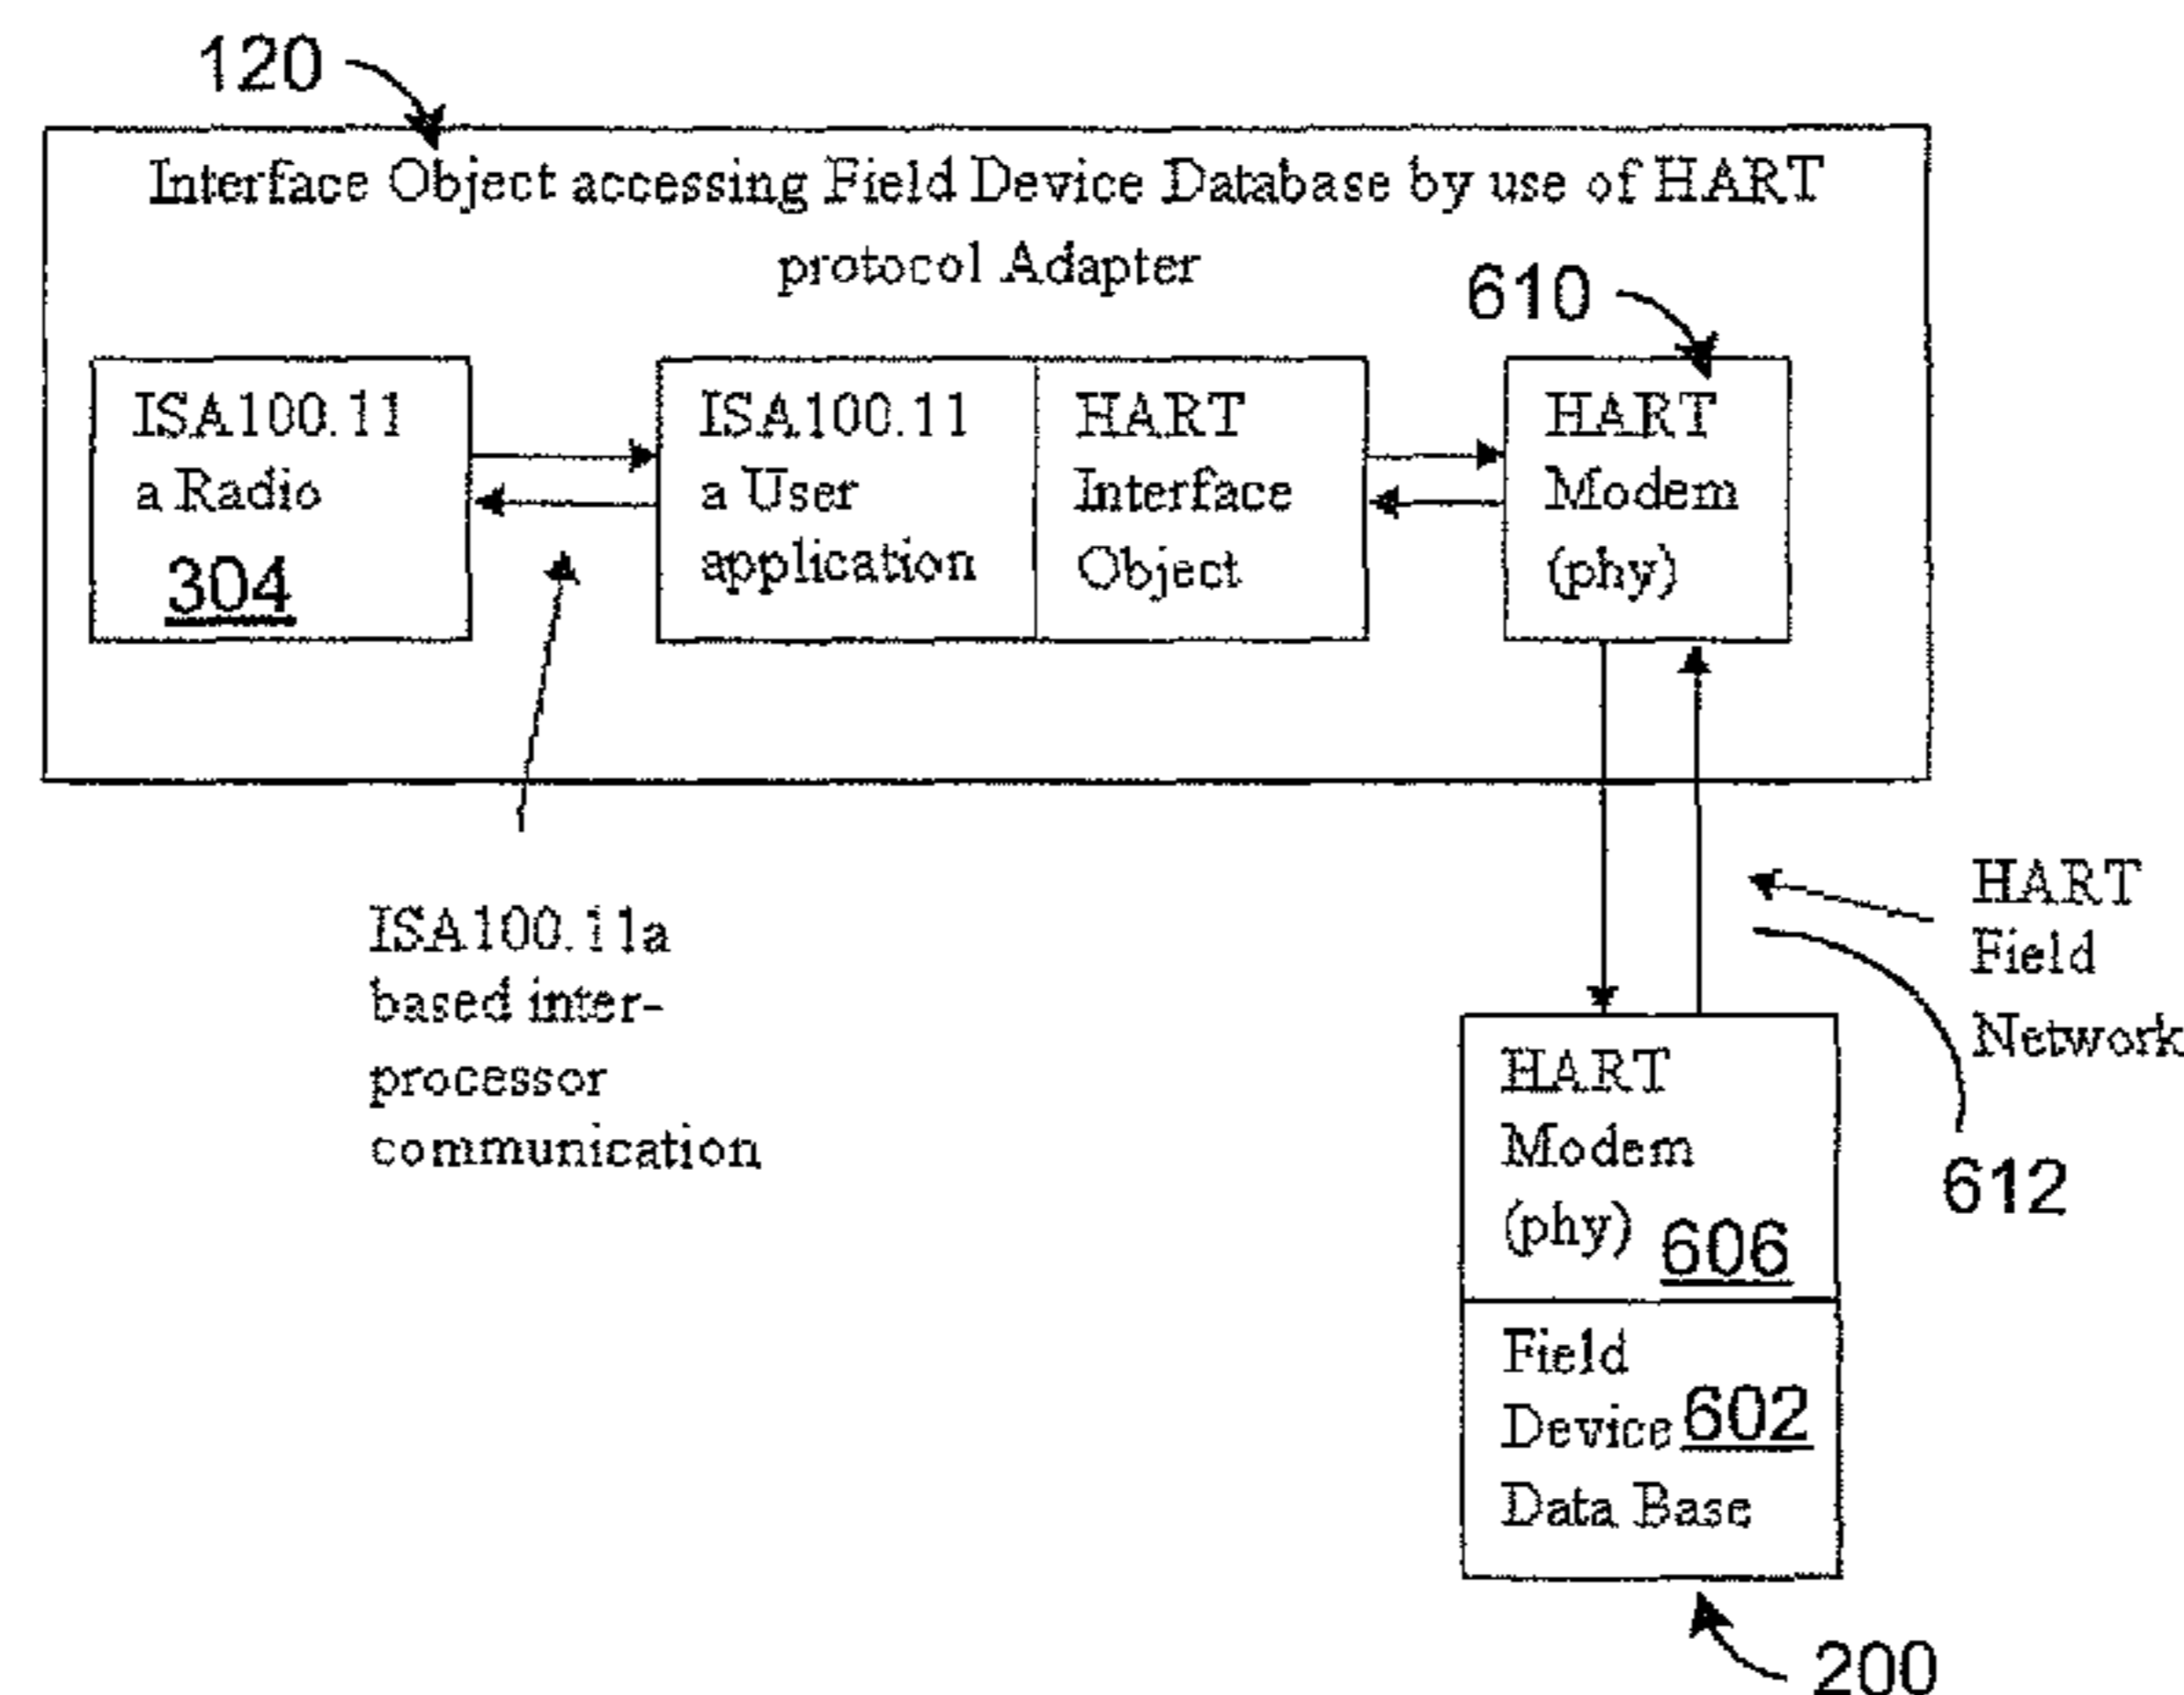 120
Interface Object accessing Field Device Database by use of HART
protocol Adapter
610
ISA100.11
a Radio
304
ISA100.11
a User
application
HART
Interface
Object
HART
Modem
(phy)
ISA100.11a
based inter-
processor
communication
HART
Field
Network
612
HART
Modem
(phy) 606
Field
Device 602
Data Base
200